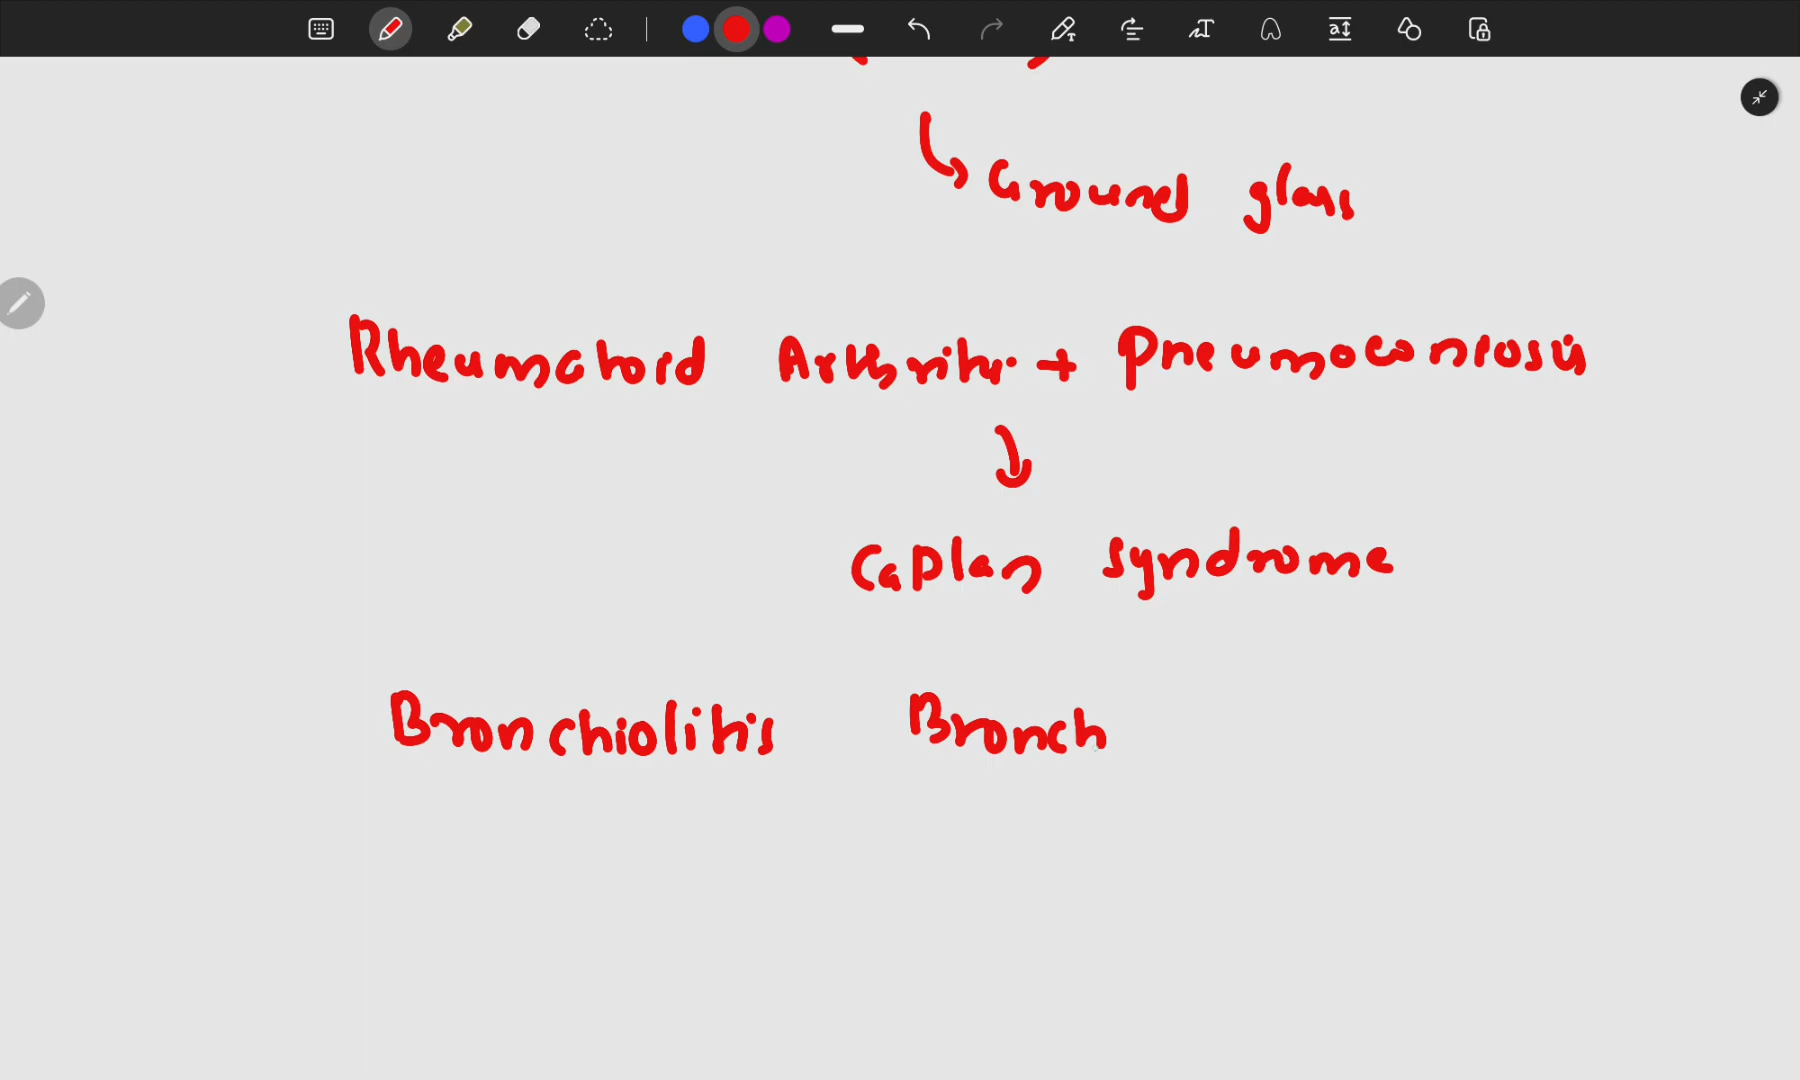 Ground glass
Rheumatoid Arthritis + Pneumoconiosis
Caplan syndrome
Bronchiolitis Bronch